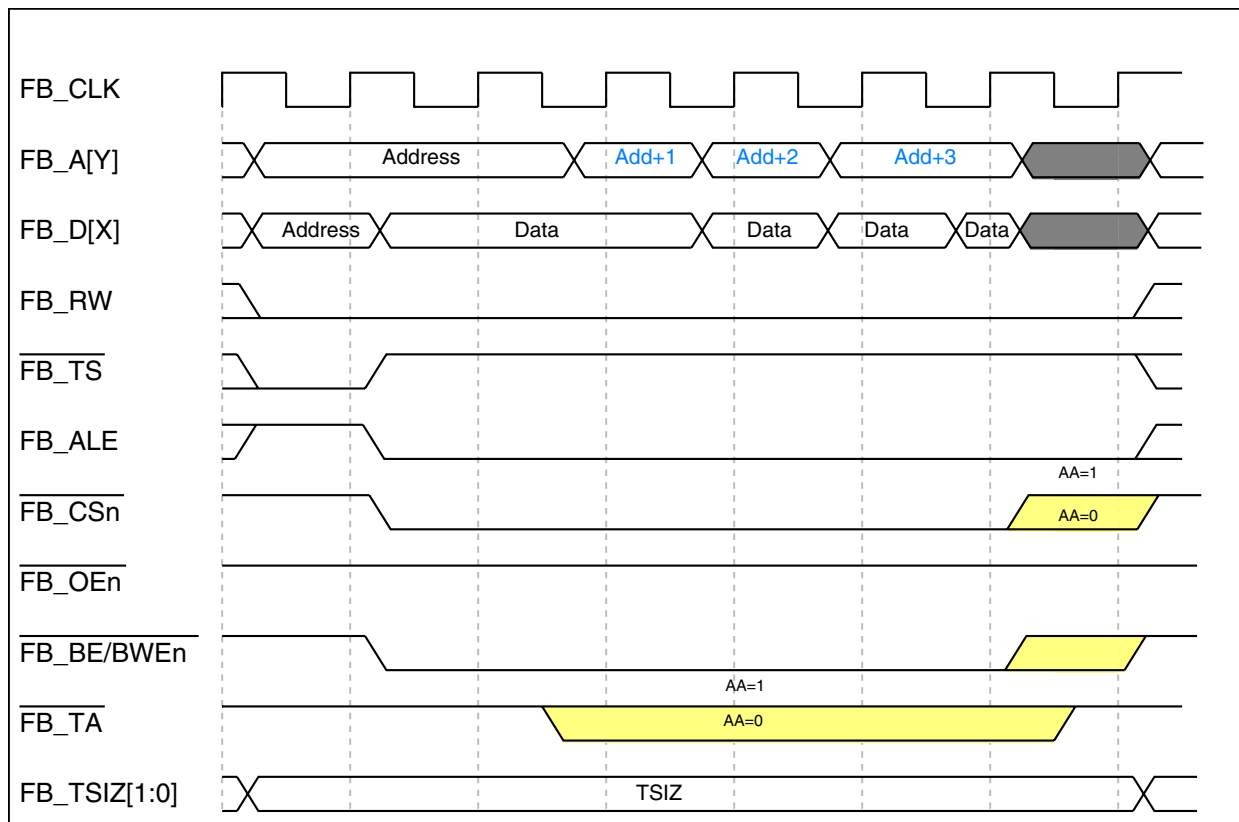 FB_CLK
FB_A[Y] Address Add+1 Add+2 Add+3
FB_D[X] Address Data Data Data Data
FB_RW
FB_TS
FB_ALE
AA=1
FB_CSn AA=0
FB_OEn
FB_BE/BWEn
AA=1
FB_TA AA=0
FB_TSIZ[1:0] TSIZ